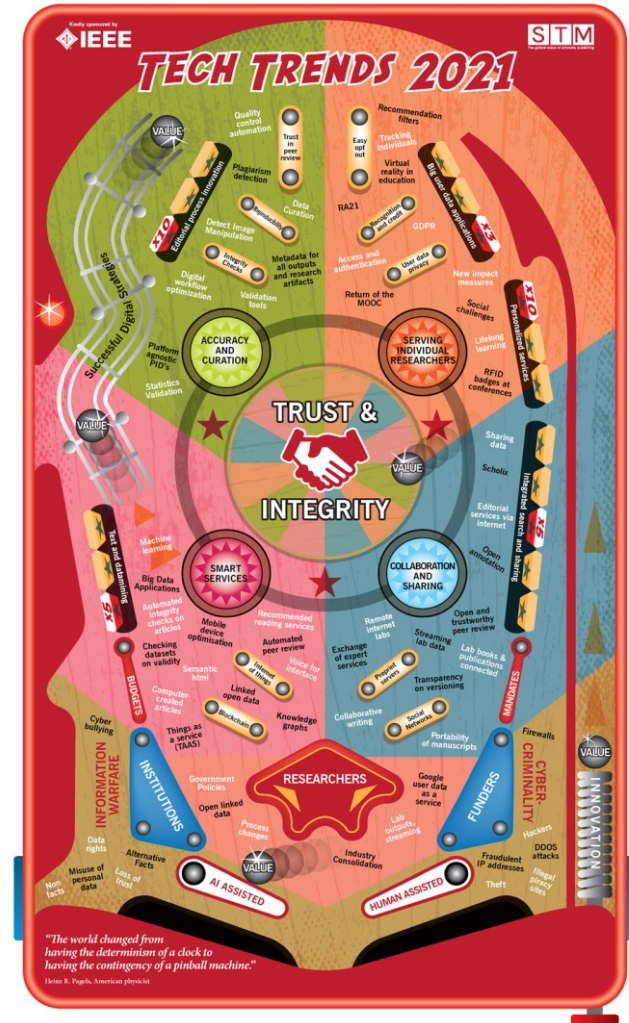 Kindly sponsored by
IEEE
STM
The global voice of scholarly publishing
TECH TRENDS 2021
VALUE
Quality
control
automation
Trust
in
peer
review
Easy
opt
out
Recommendation
filters
Tracking
individuals
Virtual
reality in
education
x10
Editorial process innovation
Plagiarism
detection
Reproducibility
Data
Curation
RA21
Recognition
and credit
GDPR
Big user data applications
x3
Detect Image
Manipulation
Integrity
Checks
Metadata for
all outputs
and research
artifacts
Access and
authentication
User data
privacy
Digital
workflow
optimization
Validation
tools
Return of the
MOOC
New impact
measures
Successful Digital Strategies
Social
challenges
x10
Personalized services
Platform
agnostic
PID's
ACCURACY
AND
CURATION
SERVING
INDIVIDUAL
RESEARCHERS
Lifelong
learning
Statistics
Validation
RFID
badges at
conferences
TRUST &
INTEGRITY
VALUE
VALUE
Sharing
data
Scholix
Editorial
services via
internet
Open
annotation
Integrated search and sharing
x5
Text and datamining
x6
Machine
learning
SMART
SERVICES
COLLABORATION
AND
SHARING
Big Data
Applications
Automated
integrity
checks on
articles
Mobile
device
optimisation
Recommended
reading services
Automated
peer review
Voice for
interface
Remote
internet
labs
Streaming
lab data
Open and
trustworthy
peer review
Checking
datasets
on validity
Semantic
html
Internet
of things
Exchange
of expert
services
Preprint
servers
Lab books &
publications
connected
BUDGETS
Computer-
created
articles
Linked
open data
Blockchain
Knowledge
graphs
Transparency
on versioning
Collaborative
writing
Social
Networks
MANDATES
Things as
a service
(TAAS)
Portability
of manuscripts
Cyber
bullying
INFORMATION
WARFARE
INSTITUTIONS
Government
Policies
RESEARCHERS
Google
user data
as a
service
FUNDERS
Firewalls
CYBER-
CRIMINALITY
VALUE
INNOVATION
Open linked
data
Process
changes
Lab
outputs,
streaming
Hackers
Data
rights
Alternative
Facts
VALUE
Industry
Consolidation
Fraudulent
IP addresses
DDOS
attacks
Non
facts
Misuse of
personal
data
Loss of
trust
AI ASSISTED
HUMAN ASSISTED
Theft
Illegal
piracy
sites
"The world changed from
having the determinism of a clock to
having the contingency of a pinball machine."
Heinz R. Pagels, American physicist